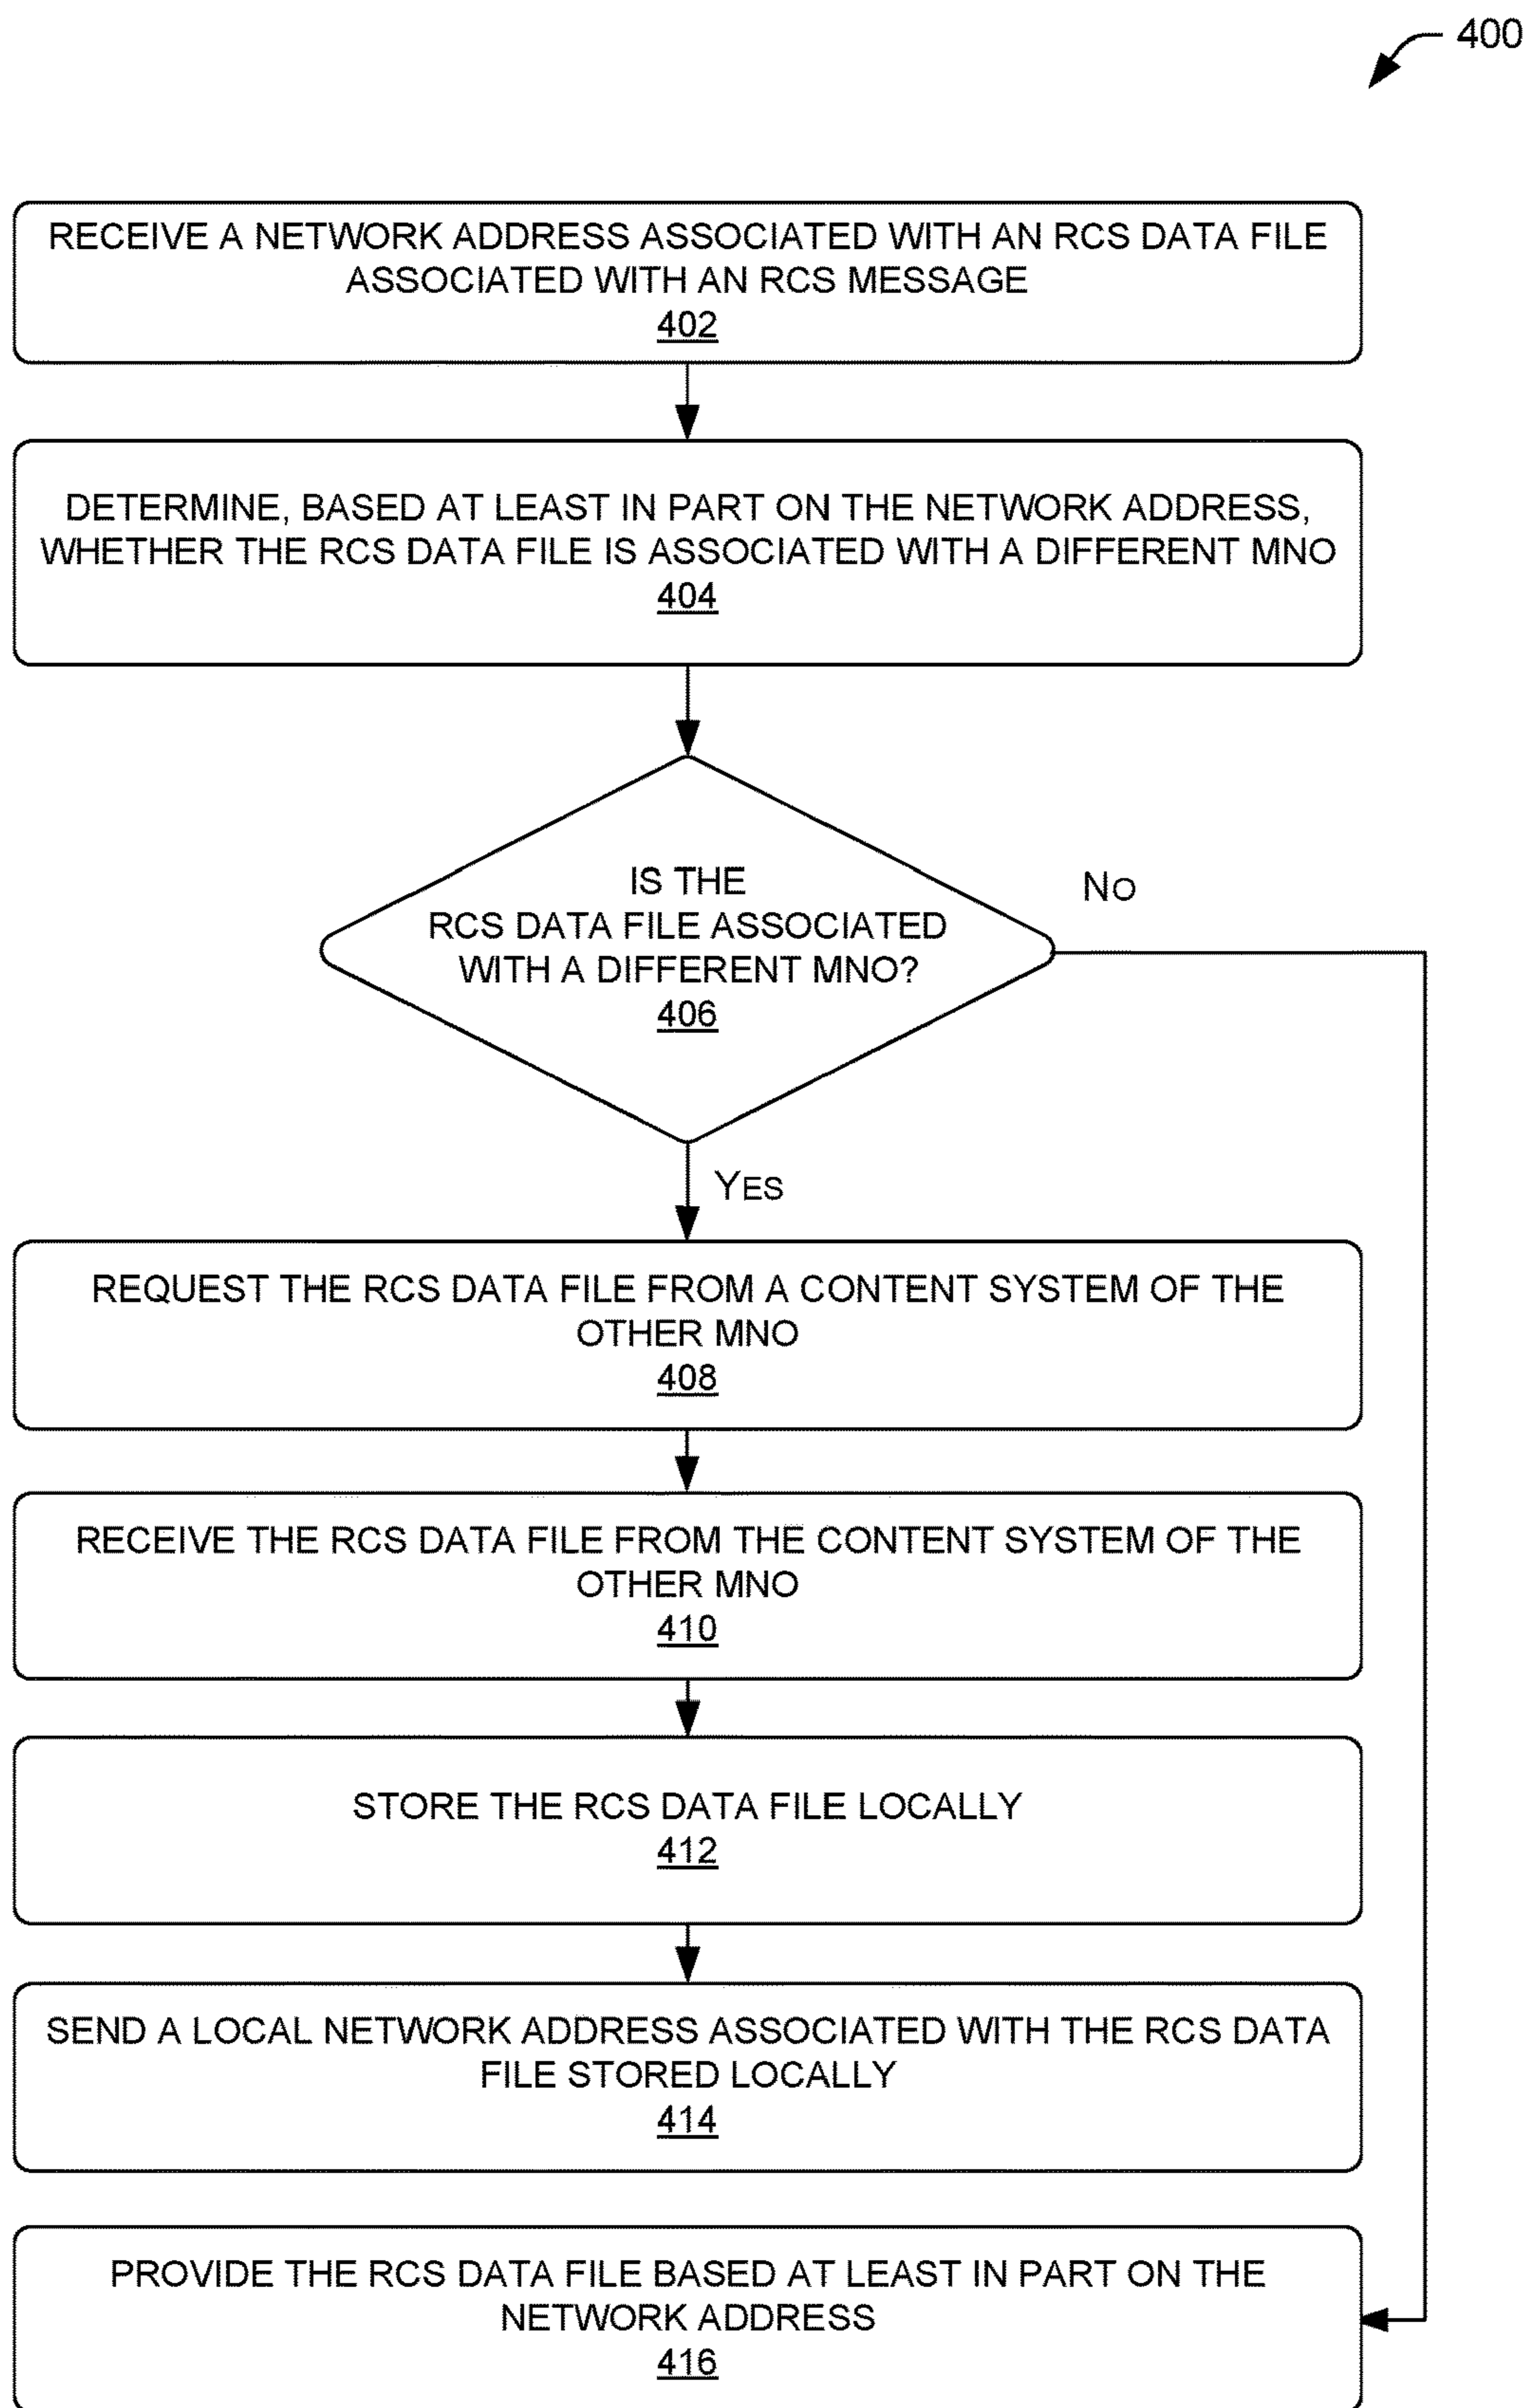 400
RECEIVE A NETWORK ADDRESS ASSOCIATED WITH AN RCS DATA FILE
ASSOCIATED WITH AN RCS MESSAGE
402
DETERMINE, BASED AT LEAST IN PART ON THE NETWORK ADDRESS,
WHETHER THE RCS DATA FILE IS ASSOCIATED WITH A DIFFERENT MNO
404
IS THE
RCS DATA FILE ASSOCIATED
WITH A DIFFERENT MNO?
406
NO
YES
REQUEST THE RCS DATA FILE FROM A CONTENT SYSTEM OF THE
OTHER MNO
408
RECEIVE THE RCS DATA FILE FROM THE CONTENT SYSTEM OF THE
OTHER MNO
410
STORE THE RCS DATA FILE LOCALLY
412
SEND A LOCAL NETWORK ADDRESS ASSOCIATED WITH THE RCS DATA
FILE STORED LOCALLY
414
PROVIDE THE RCS DATA FILE BASED AT LEAST IN PART ON THE
NETWORK ADDRESS
416